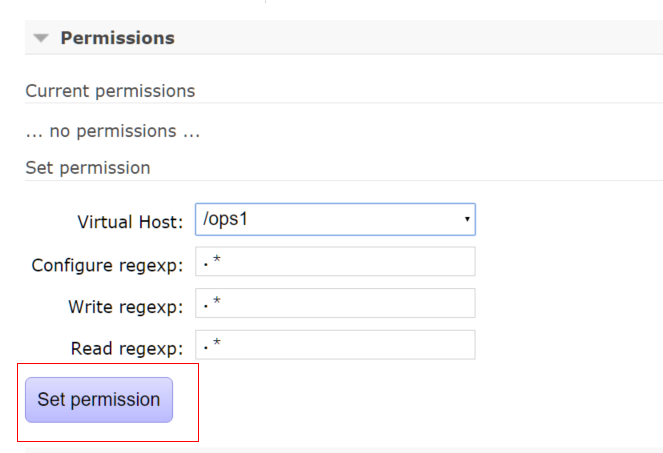 Permissions
Current permissions
... no permissions ...
Set permission
Virtual Host: /ops1
Configure regexp: .*
Write regexp: .*
Read regexp: .*
Set permission